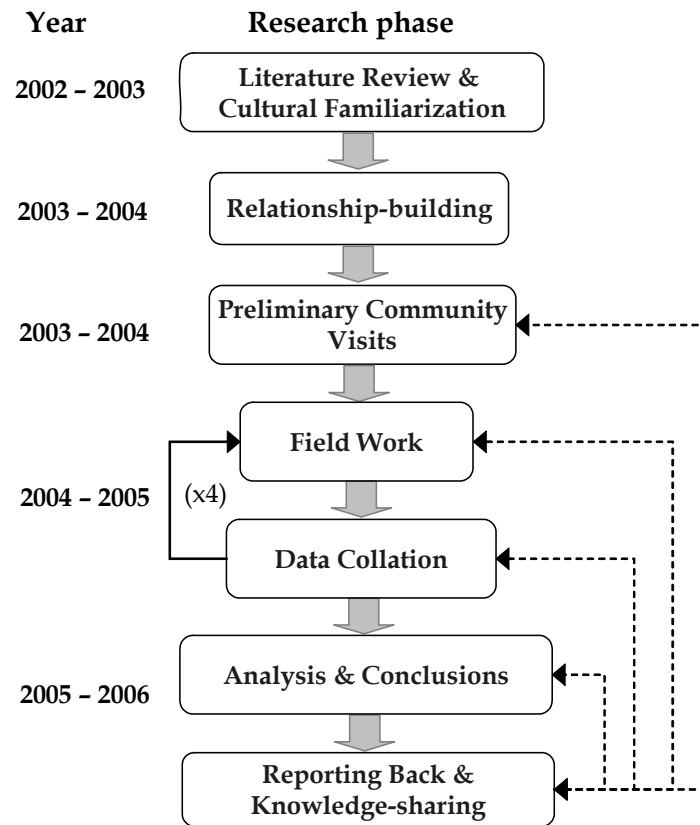 Year
Research phase
2002 – 2003
Literature Review &
Cultural Familiarization
2003 – 2004
Relationship-building
2003 – 2004
Preliminary Community
Visits
Field Work
2004 – 2005
(x4)
Data Collation
2005 – 2006
Analysis & Conclusions
Reporting Back &
Knowledge-sharing